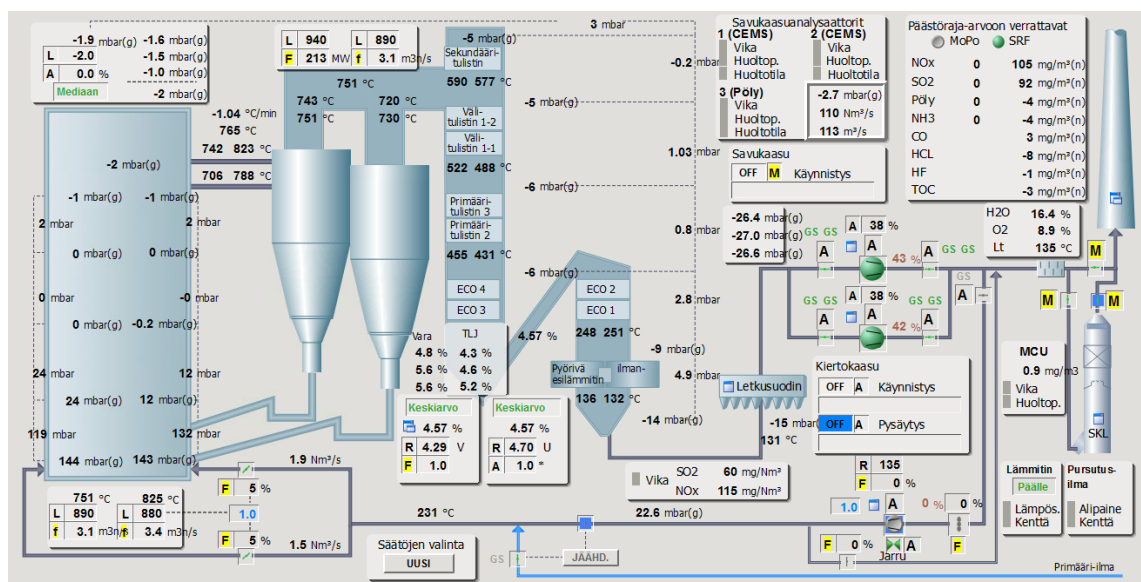 -1.9 mbar(g) -1.6 mbar(g)
L -2.0 -1.5 mbar(g)
A 0.0 % -1.0 mbar(g)
Mediaan -2 mbar(g)
L 940 L 890
F 213 MW f 3.1 m3n/s
751 °C
743 °C 720 °C
751 °C 730 °C
-5 mbar(g)
Sekundääri-
tulistin
590 577 °C
Väli-
tulistin 1-2
Väli-
tulistin 1-1
522 488 °C
Primääri-
tulistin 3
Primääri-
tulistin 2
455 431 °C
ECO 4
ECO 3
3 mbar
-0.2 mbar
-5 mbar(g)
1.03 mbar
-6 mbar(g)
0.8 mbar
-6 mbar(g)
2.8 mbar
-9 mbar(g)
4.9 mbar
-14 mbar(g)
-1.04 °C/min
765 °C
742 823 °C
706 788 °C
-2 mbar(g)
-1 mbar(g) -1 mbar(g)
2 mbar 2 mbar
0 mbar(g) 0 mbar(g)
0 mbar -0 mbar
0 mbar(g) -0.2 mbar(g)
24 mbar 12 mbar
24 mbar(g) 12 mbar(g)
119 mbar 132 mbar
144 mbar(g) 143 mbar(g)
1.9 Nm³/s
F 5 %
1.0
F 5 %
1.5 Nm³/s
751 °C 825 °C
L 890 L 880
f 3.1 m3n/s f 3.4 m3n/s
Vara TLJ
4.8 % 4.3 %
5.6 % 4.6 %
5.6 % 5.2 %
4.57 %
Keskiarvo Keskiarvo
4.57 % 4.57 %
R 4.29 V R 4.70 U
F 1.0 A 1.0 *
ECO 2
ECO 1
248 251 °C
Pyörivä ilman-
esilämmitin
136 132 °C
Savukaasuanalysaattorit
1 (CEMS) 2 (CEMS)
Vika Vika
Huoltop. Huoltop.
Huoltotila Huoltotila
3 (Pöly)
Vika
Huoltop.
Huoltotila
-2.7 mbar(g)
110 Nm³/s
113 m³/s
Savukaasu
OFF M Käynnistys
Päästöraja-arvoon verrattavat
MoPo SRF
NOx 0 105 mg/m³(n)
SO2 0 92 mg/m³(n)
Pöly 0 -4 mg/m³(n)
NH3 0 -4 mg/m³(n)
CO 3 mg/m³(n)
HCL -8 mg/m³(n)
HF -1 mg/m³(n)
TOC -3 mg/m³(n)
H2O 16.4 %
O2 8.9 %
Lt 135 °C
-26.4 mbar(g)
-27.0 mbar(g)
-26.6 mbar(g)
A 38 %
GS GS A GS GS
A 43 % A
A 38 %
GS GS A GS GS
A 42 % A
GS
A
M
M M
Letkusuodin
-15 mbar(g)
131 °C
Kiertokaasu
OFF A Käynnistys
OFF A Pysäytys
MCU
0.9 mg/m3
Vika
Huoltop.
SKL
Vika SO2 60 mg/Nm³
NOx 115 mg/Nm³
R 135
F 0 %
1.0 A 0 % 0 %
F 0 % A F
Jarru
Lämmitin
Päälle
Lämpös.
Kenttä
Pursutus-
ilma
Alipaine
Kenttä
231 °C
22.6 mbar(g)
Säätöjen valinta
UUSI
GS
JÄÄHD.
Primääri-ilma